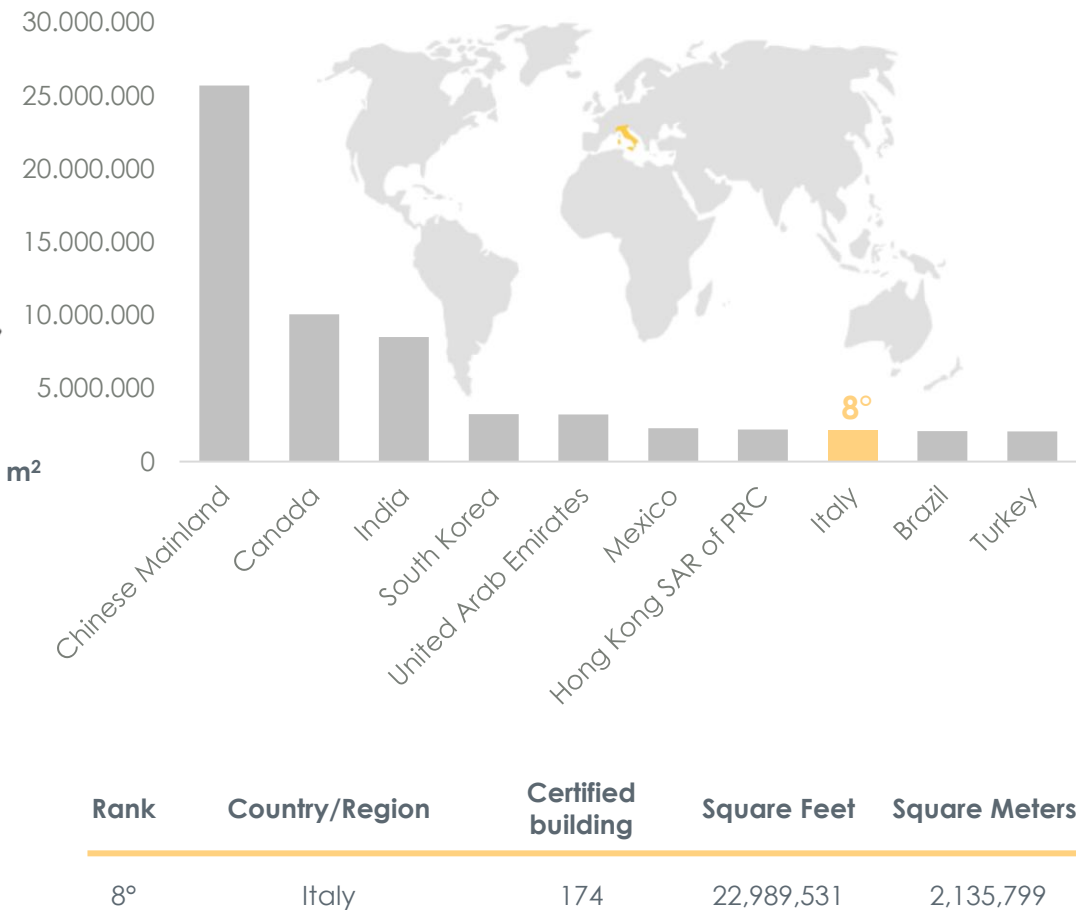 30.000.000
25.000.000
20.000.000
15.000.000
10.000.000
5.000.000
0
m²
8°
Chinese Mainland
Canada
India
South Korea
United Arab Emirates
Mexico
Hong Kong SAR of PRC
Italy
Brazil
Turkey
Rank Country/Region Certified building Square Feet Square Meters
8° Italy 174 22,989,531 2,135,799